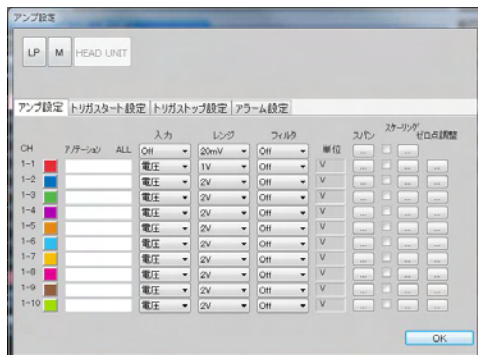 アンプ設定
LP M HEAD UNIT
アンプ設定 トリガスタート設定 トリガストップ設定 アラーム設定
入力 レンジ フィルタ スパン スケーリング ゼロ点調整
CH アノテーション ALL Off 20mV Off 単位 ... ...
1-1 電圧 1V Off V ... ... ...
1-2 電圧 2V Off V ... ... ...
1-3 電圧 2V Off V ... ... ...
1-4 電圧 2V Off V ... ... ...
1-5 電圧 2V Off V ... ... ...
1-6 電圧 2V Off V ... ... ...
1-7 電圧 2V Off V ... ... ...
1-8 電圧 2V Off V ... ... ...
1-9 電圧 2V Off V ... ... ...
1-10 電圧 2V Off V ... ... ...
OK